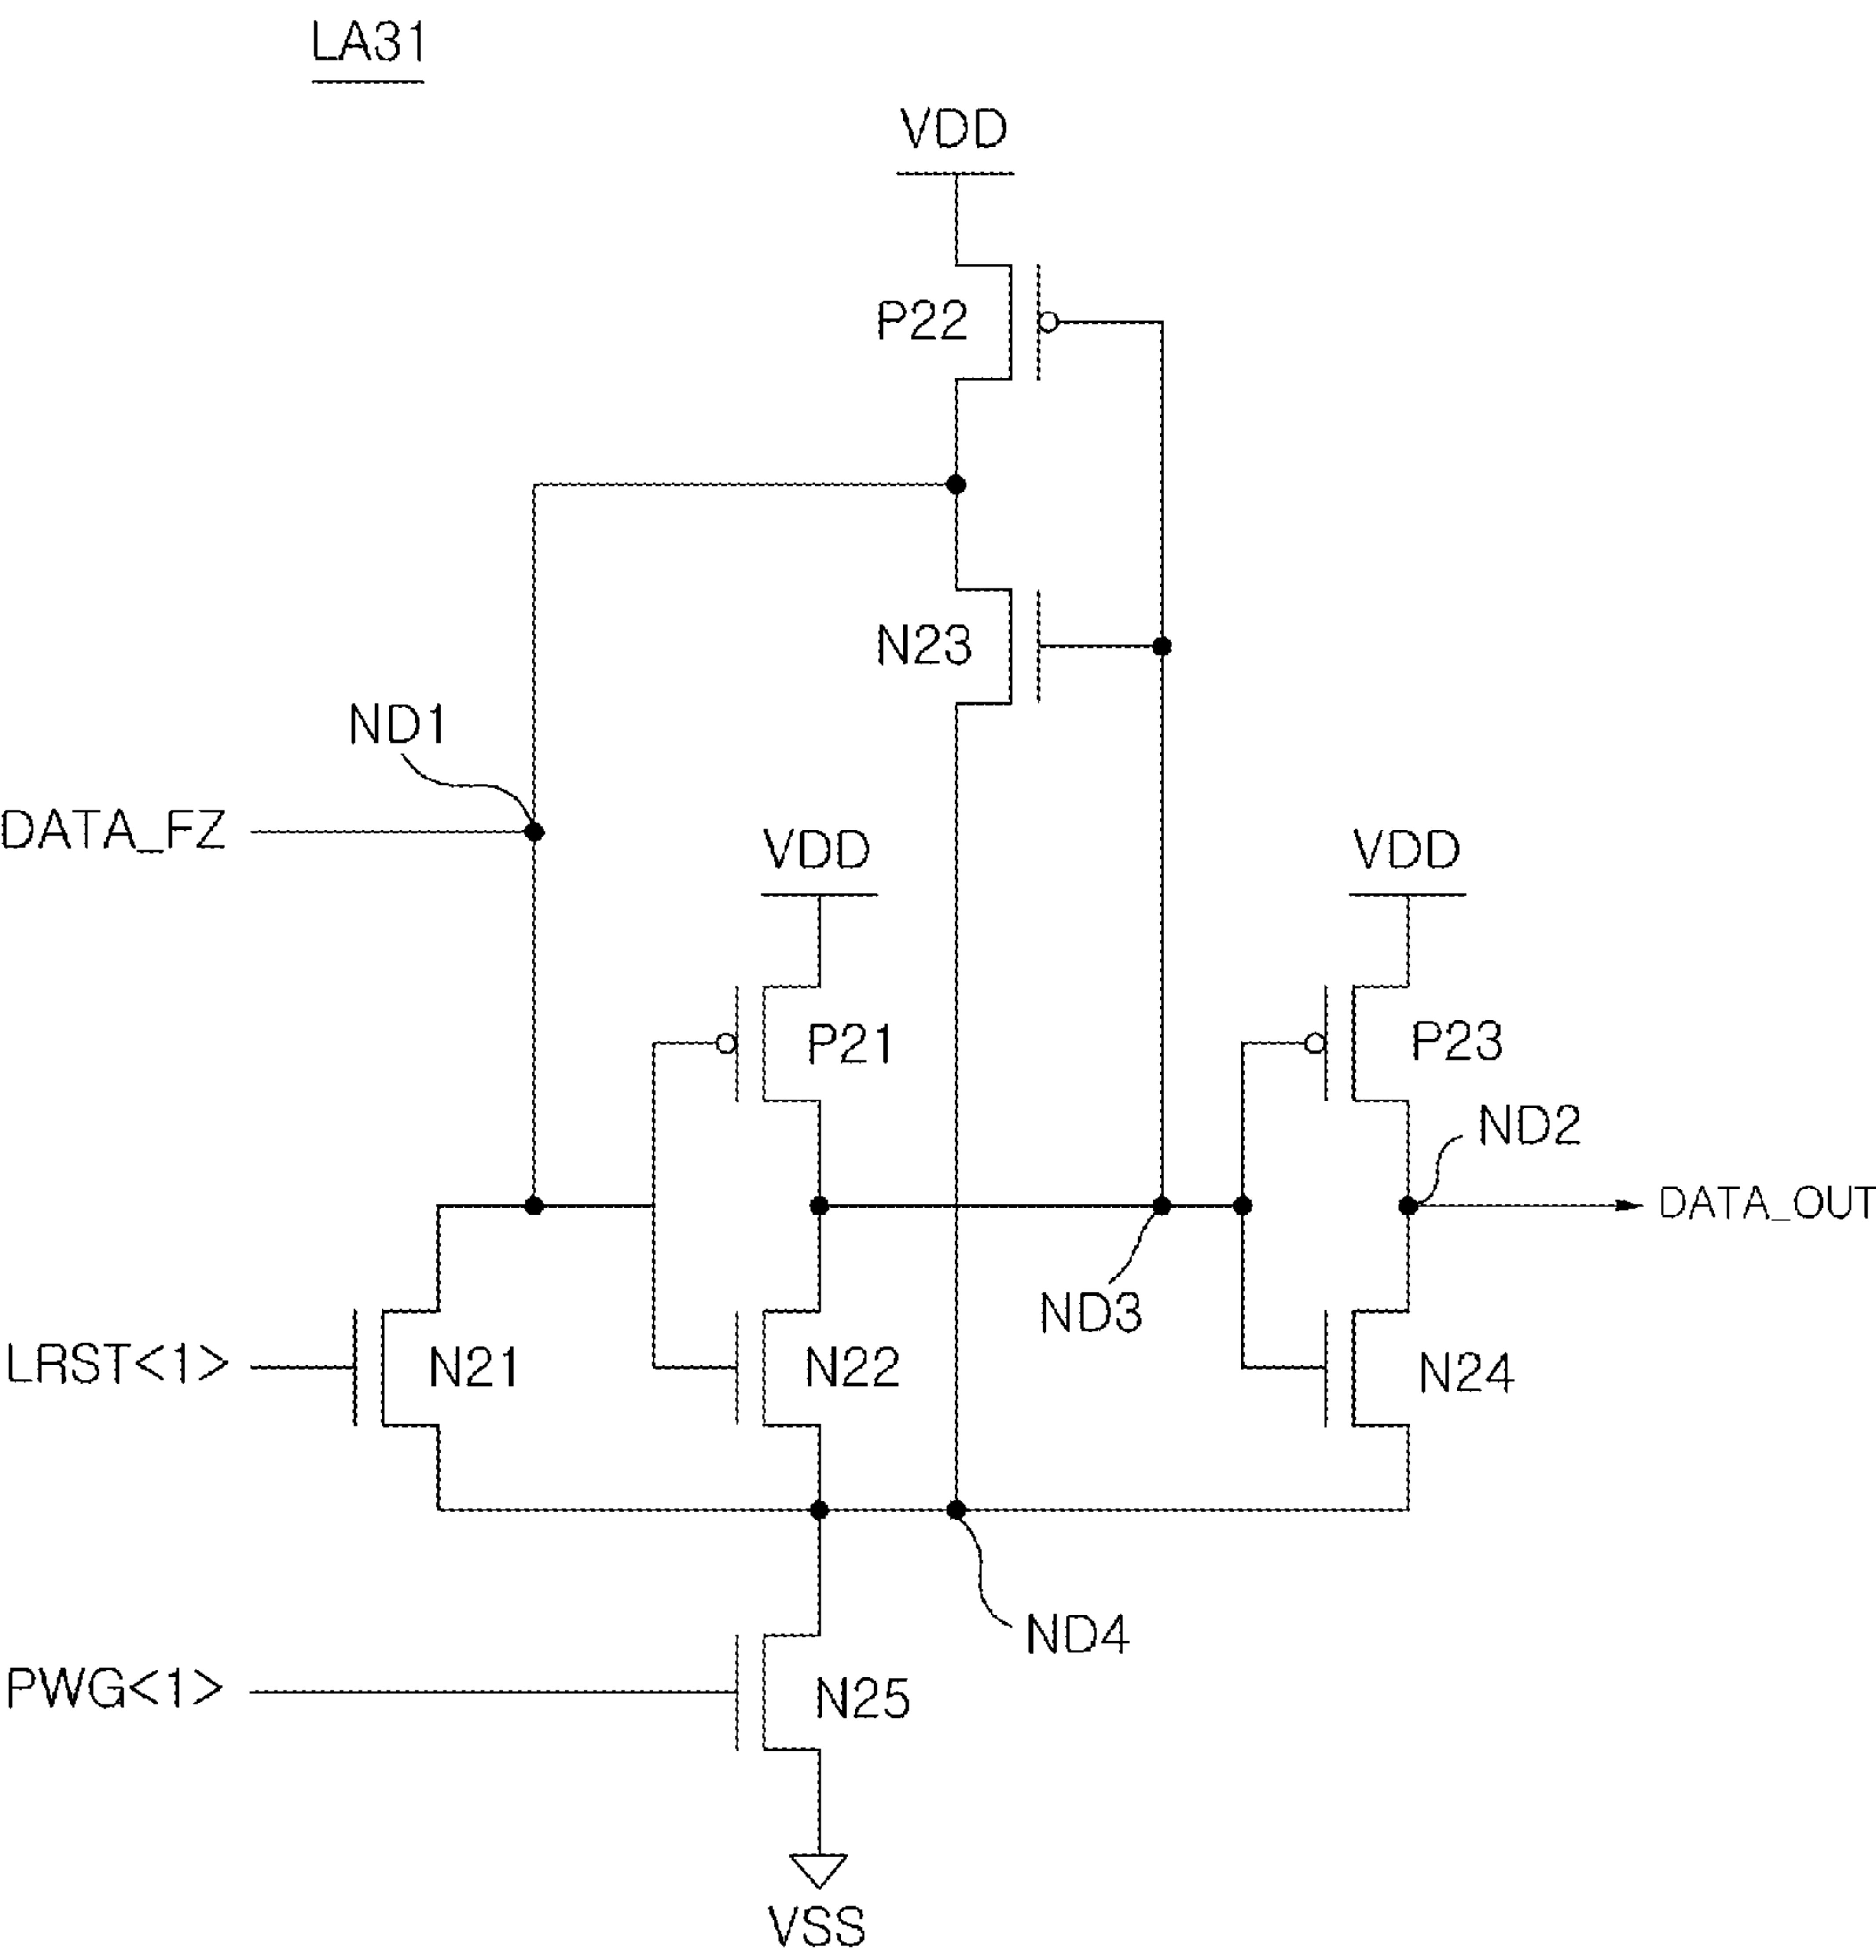 LA31
VDD
P22
N23
ND1
DATA_FZ
VDD
VDD
P21
P23
ND2
DATA_OUT
ND3
LRST<1>
N21
N22
N24
ND4
PWG<1>
N25
VSS